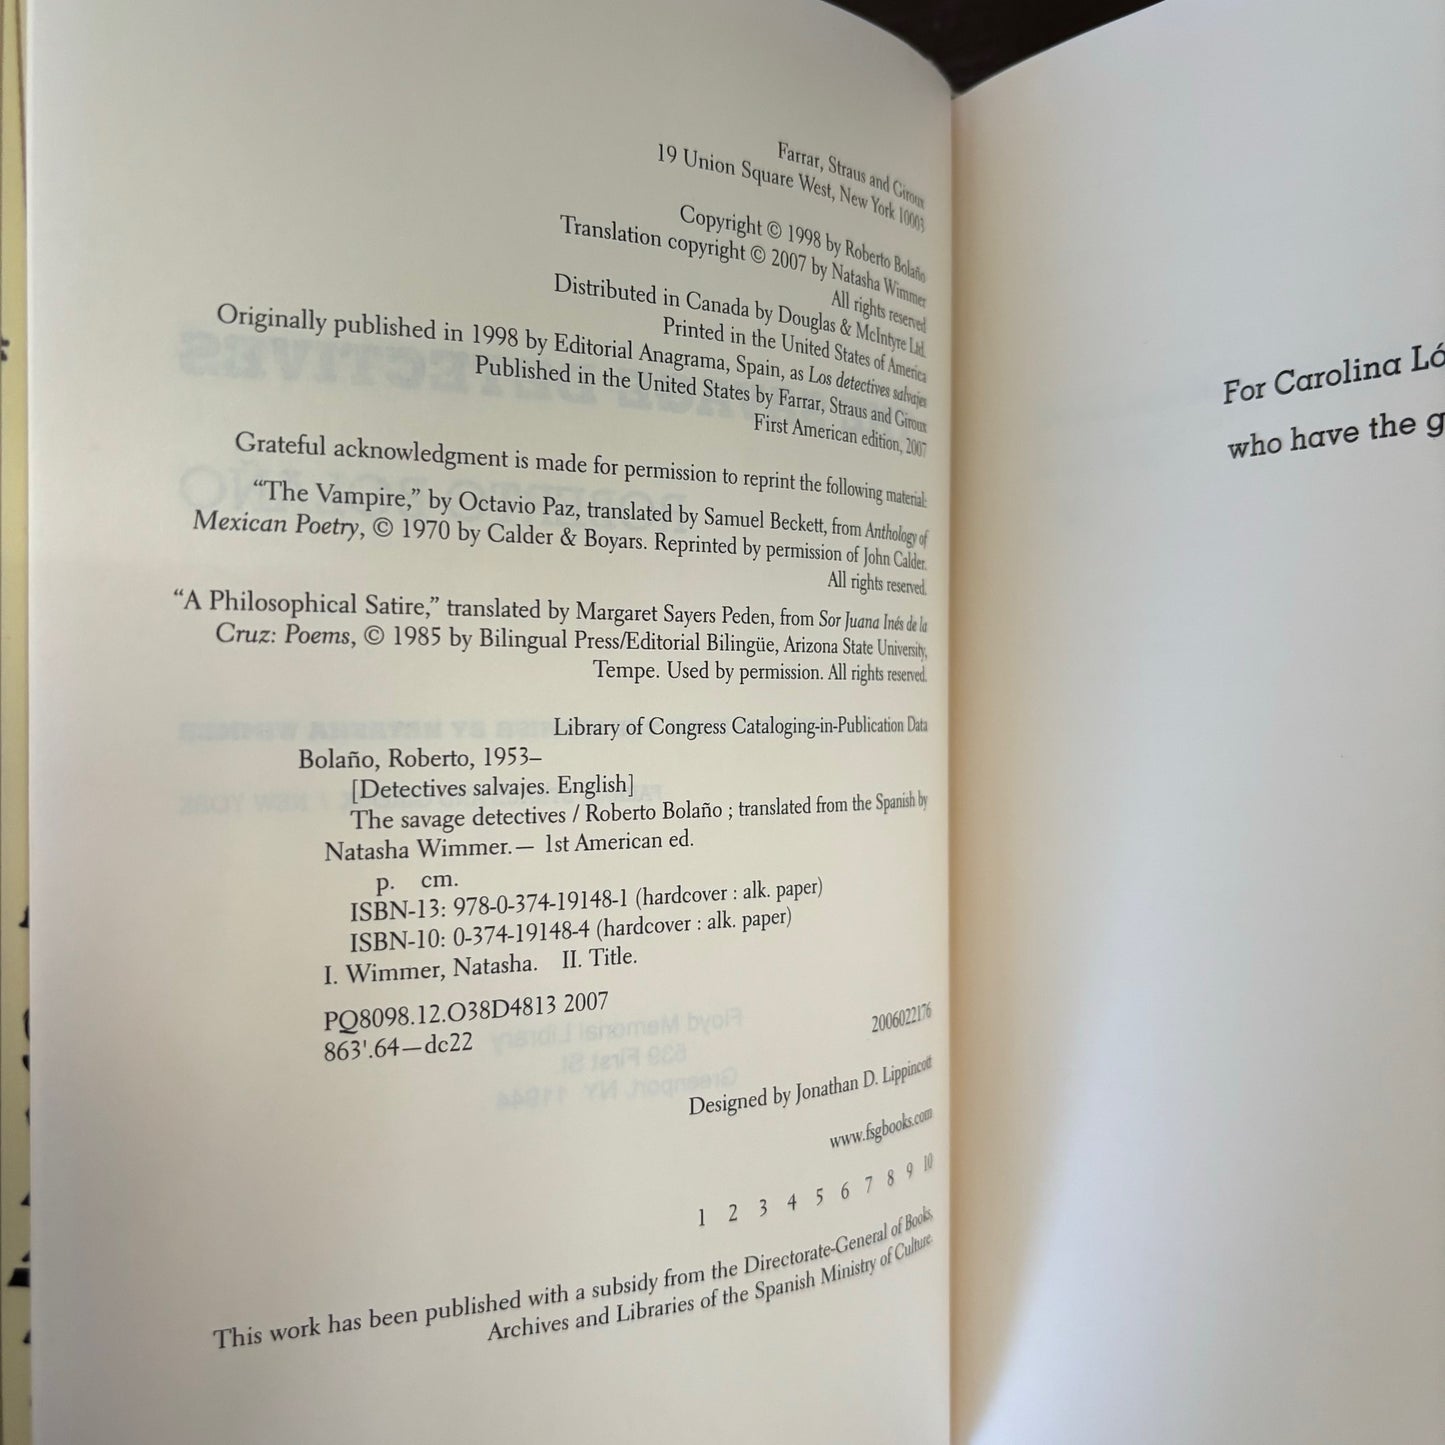 Farrar, Straus and Giroux
19 Union Square West, New York 10003
Copyright © 1998 by Roberto Bolaño
Translation copyright © 2007 by Natasha Wimmer
All rights reserved
Distributed in Canada by Douglas & McIntyre Ltd.
Printed in the United States of America
Originally published in 1998 by Editorial Anagrama, Spain, as Los detectives salvajes
Published in the United States by Farrar, Straus and Giroux
First American edition, 2007
Grateful acknowledgment is made for permission to reprint the following material:
“The Vampire,” by Octavio Paz, translated by Samuel Beckett, from Anthology of
Mexican Poetry, © 1970 by Calder & Boyars. Reprinted by permission of John Calder.
All rights reserved.
“A Philosophical Satire,” translated by Margaret Sayers Peden, from Sor Juana Inés de la
Cruz: Poems, © 1985 by Bilingual Press/Editorial Bilingüe, Arizona State University,
Tempe. Used by permission. All rights reserved.
Library of Congress Cataloging-in-Publication Data
Bolaño, Roberto, 1953–
[Detectives salvajes. English]
The savage detectives / Roberto Bolaño ; translated from the Spanish by
Natasha Wimmer.— 1st American ed.
p. cm.
ISBN-13: 978-0-374-19148-1 (hardcover : alk. paper)
ISBN-10: 0-374-19148-4 (hardcover : alk. paper)
I. Wimmer, Natasha. II. Title.
PQ8098.12.O38D4813 2007
863'.64—dc22
2006022176
Designed by Jonathan D. Lippincott
www.fsgbooks.com
1 2 3 4 5 6 7 8 9 10
This work has been published with a subsidy from the Directorate-General of Books,
Archives and Libraries of the Spanish Ministry of Culture.
For Carolina Ló
who have the g